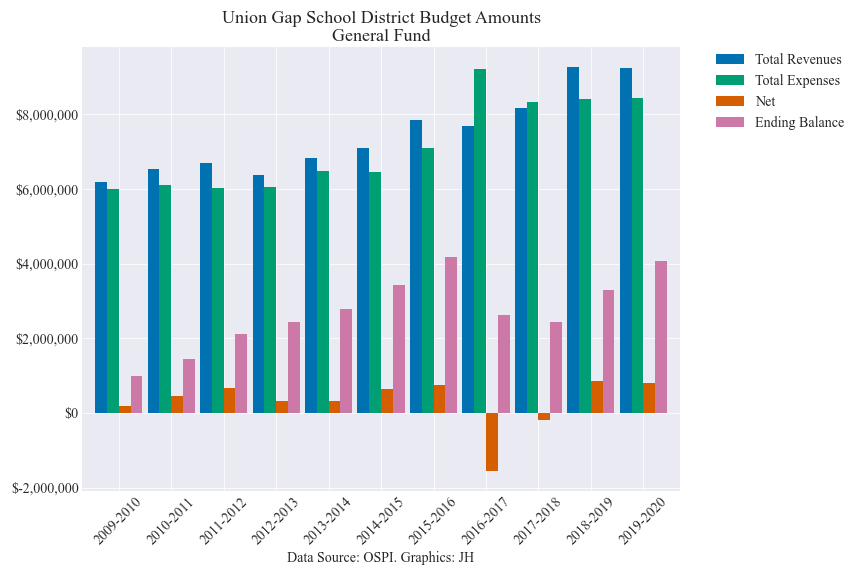 Union Gap School District Budget Amounts
General Fund
Total Revenues
Total Expenses
Net
Ending Balance
$8,000,000
$6,000,000
$4,000,000
$2,000,000
$0
$-2,000,000
2009-2010
2010-2011
2011-2012
2012-2013
2013-2014
2014-2015
2015-2016
2016-2017
2017-2018
2018-2019
2019-2020
Data Source: OSPI. Graphics: JH